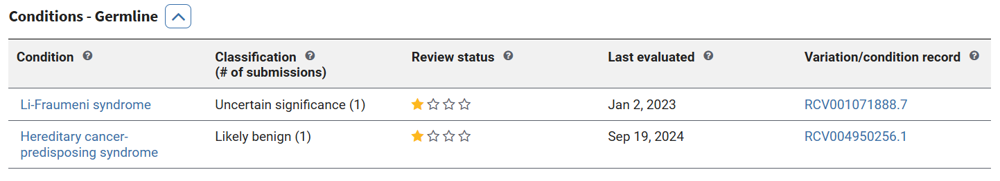 Conditions - Germline
Condition ? Classification ? Review status ? Last evaluated ? Variation/condition record ?
(# of submissions)
Li-Fraumeni syndrome Uncertain significance (1) Jan 2, 2023 RCV001071888.7
Hereditary cancer- Likely benign (1) Sep 19, 2024 RCV004950256.1
predisposing syndrome